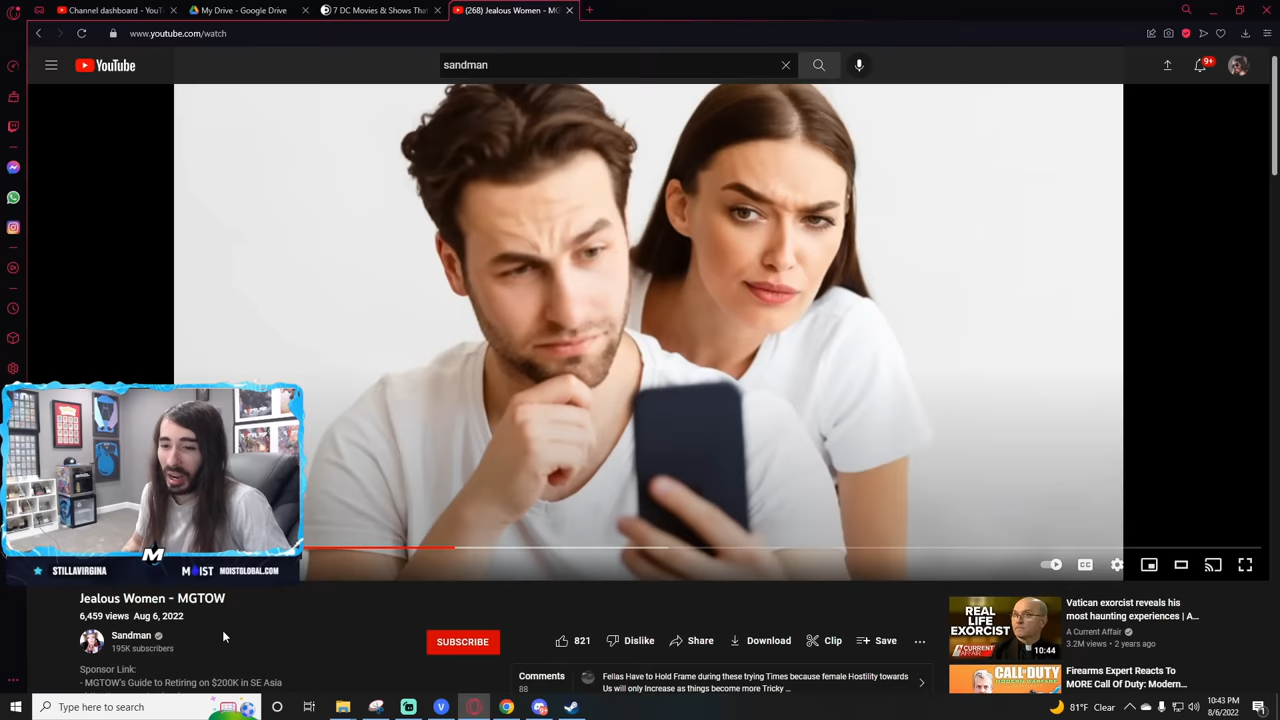 Channel dashboard - YouT
My Drive - Google Drive
7 DC Movies & Shows Tha
(268) Jealous Women - MG
www.youtube.com/watch
YouTube
sandman
9+
STILLAVIRGINA
M
MOIST
MOISTGLOBAL.COM
CC
Jealous Women - MGTOW
6,459 views Aug 6, 2022
Sandman
195K subscribers
SUBSCRIBE
821
Dislike
Share
Download
Clip
Save
Sponsor Link:
- MGTOW's Guide to Retiring on $200K in SE Asia
Comments
88
Fellas Have to Hold Frame during these trying Times because female Hostility towards
Us will only Increase as things become more Tricky ...
REAL
LIFE
EXORCIST
A CURRENT
AFFAIR
10:44
Vatican exorcist reveals his
most haunting experiences | A...
A Current Affair
3.2M views • 2 years ago
CALL OF DUTY
Firearms Expert Reacts To
MORE Call Of Duty: Modern...
Type here to search
81°F Clear
10:43 PM
8/6/2022